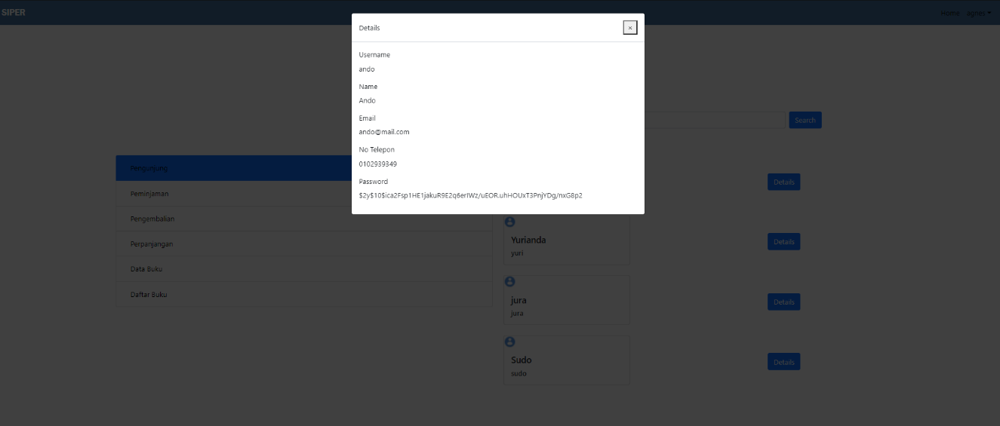 SIPER
Home agnes
Details ×
Username
ando
Name
Ando
Email
ando@mail.com
No Telepon
0102939349
Password
$2y$10$ica2Fsp1HE1jakuR9E2q6erIWz/uEOR.uhHOUxT3PnjYDg/nxG8p2
Search
Pengunjung
Peminjaman
Pengembalian
Perpanjangan
Data Buku
Daftar Buku
Details
Yurianda
yuri
Details
jura
jura
Details
Sudo
sudo
Details